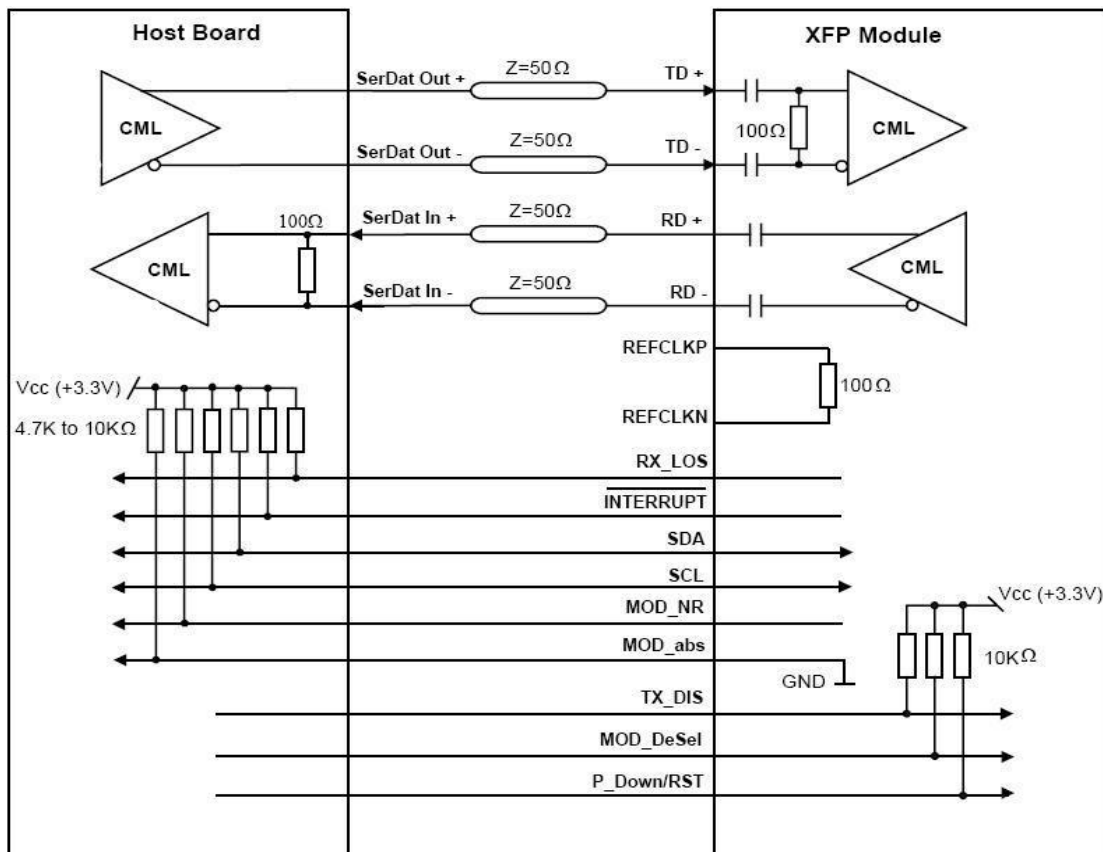 Host Board
XFP Module
CML
SerDat Out +
Z=50Ω
TD +
100Ω
CML
SerDat Out -
Z=50Ω
TD -
CML
100Ω
SerDat In +
Z=50Ω
RD +
CML
SerDat In -
Z=50Ω
RD -
REFCLKP
100Ω
REFCLKN
Vcc (+3.3V)
4.7K to 10KΩ
RX_LOS
INTERRUPT
SDA
SCL
MOD_NR
MOD_abs
GND
Vcc (+3.3V)
10KΩ
TX_DIS
MOD_DeSel
P_Down/RST